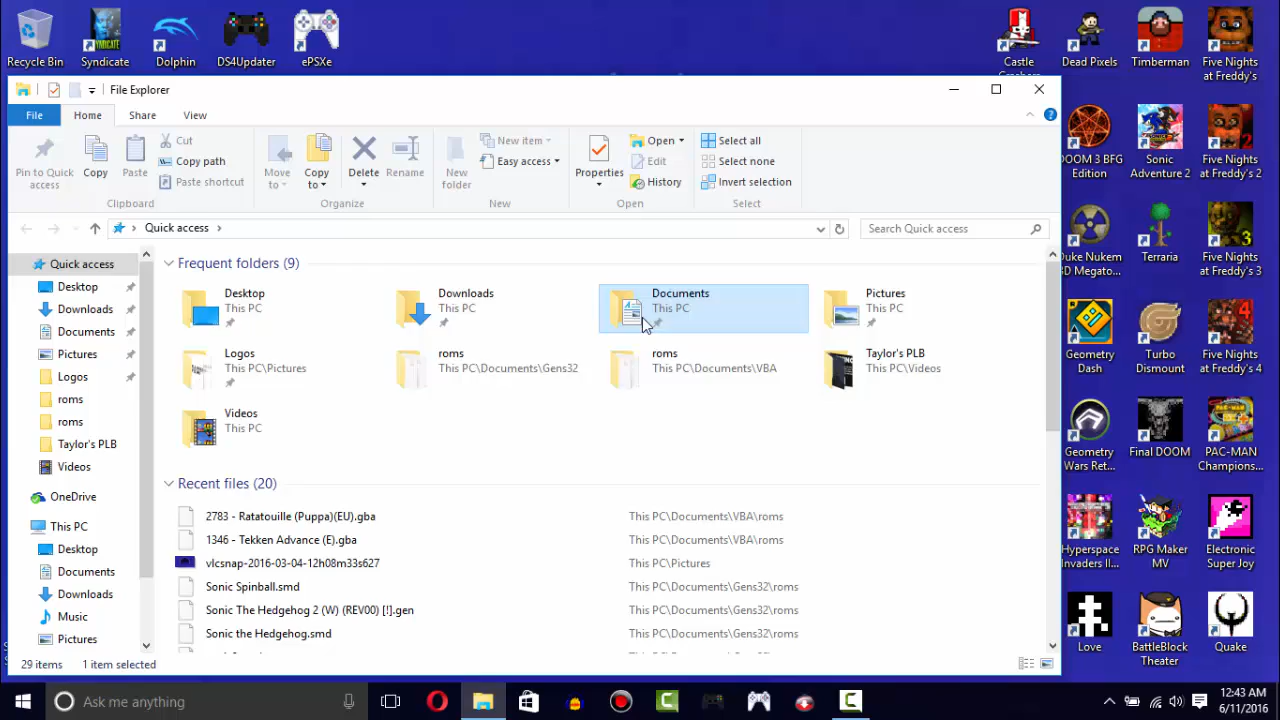 Recycle Bin
Syndicate
Dolphin
DS4Updater
ePSXe
Castle
Dead Pixels
Timberman
Five Nights
at Freddy's
File Explorer
File
Home
Share
View
Pin to Quick
access
Copy
Paste
Cut
Copy path
Paste shortcut
Clipboard
Move
to
Copy
to
Delete
Rename
Organize
New
folder
New item
Easy access
New
Properties
Open
Edit
History
Open
Select all
Select none
Invert selection
Select
Quick access
Search Quick access
Quick access
Desktop
Downloads
Documents
Pictures
Logos
roms
roms
Taylor's PLB
Videos
OneDrive
This PC
Desktop
Documents
Downloads
Music
Pictures
Frequent folders (9)
Desktop
This PC
Downloads
This PC
Documents
This PC
Pictures
This PC
Logos
This PC\Pictures
roms
This PC\Documents\Gens32
roms
This PC\Documents\VBA
Taylor's PLB
This PC\Videos
Videos
This PC
Recent files (20)
2783 - Ratatouille (Puppa)(EU).gba This PC\Documents\VBA\roms
1346 - Tekken Advance (E).gba This PC\Documents\VBA\roms
vlcsnap-2016-03-04-12h08m33s627 This PC\Pictures
Sonic Spinball.smd This PC\Documents\Gens32\roms
Sonic The Hedgehog 2 (W) (REV00) [!].gen This PC\Documents\Gens32\roms
Sonic the Hedgehog.smd This PC\Documents\Gens32\roms
29 items 1 item selected
DOOM 3 BFG
Edition
Sonic
Adventure 2
Five Nights
at Freddy's 2
Duke Nukem
3D Megato...
Terraria
3
Five Nights
at Freddy's 3
Geometry
Dash
Turbo
Dismount
4
Five Nights
at Freddy's 4
Geometry
Wars Ret...
Final DOOM
PAC-MAN
Champions...
Hyperspace
Invaders II...
RPG Maker
MV
Electronic
Super Joy
Love
BattleBlock
Theater
Quake
Ask me anything
12:43 AM
6/11/2016